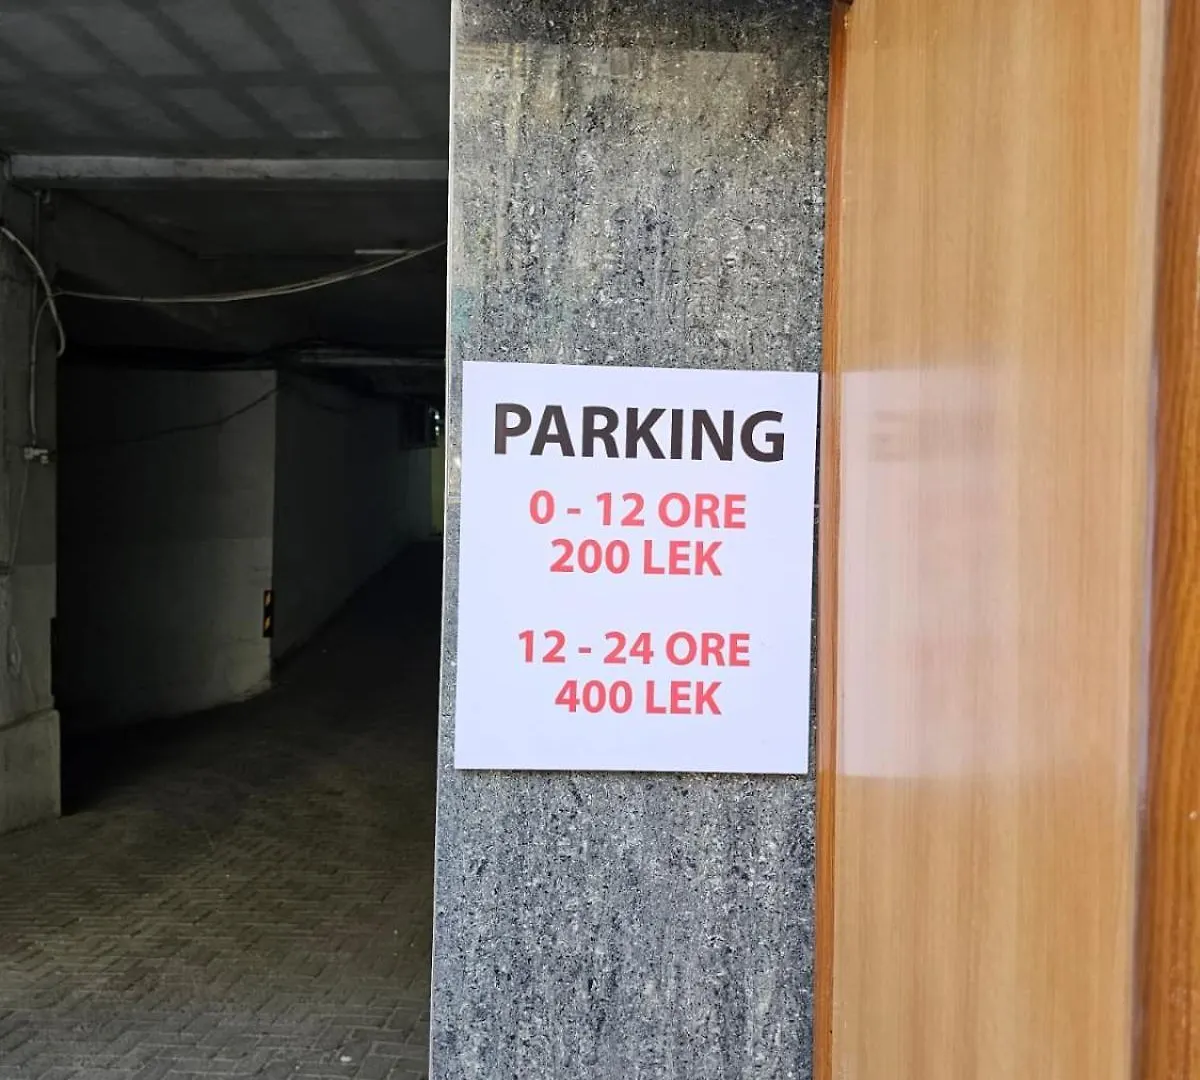 PARKING
0 - 12 ORE
200 LEK
12 - 24 ORE
400 LEK